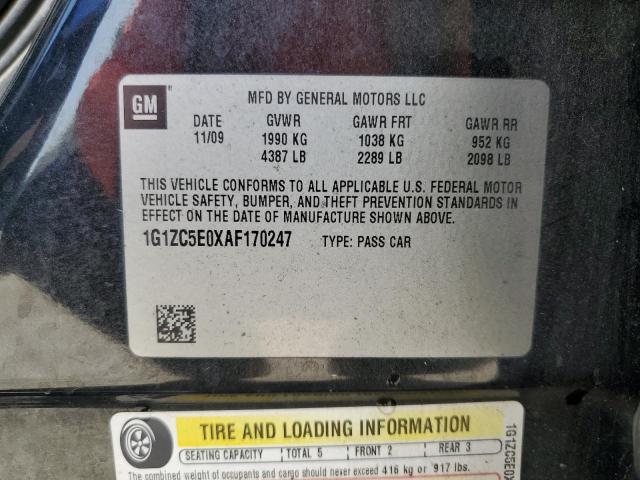 GM ®
MFD BY GENERAL MOTORS LLC
DATE GVWR GAWR FRT GAWR RR
11/09 1990 KG 1038 KG 952 KG
4387 LB 2289 LB 2098 LB
THIS VEHICLE CONFORMS TO ALL APPLICABLE U.S. FEDERAL MOTOR
VEHICLE SAFETY, BUMPER, AND THEFT PREVENTION STANDARDS IN
EFFECT ON THE DATE OF MANUFACTURE SHOWN ABOVE.
1G1ZC5E0XAF170247 TYPE: PASS CAR
TIRE AND LOADING INFORMATION
SEATING CAPACITY TOTAL 5 FRONT 2 REAR 3
The combined weight of occupants and cargo should never exceed 416 kg or 917 lbs.
1G1ZC5E0X